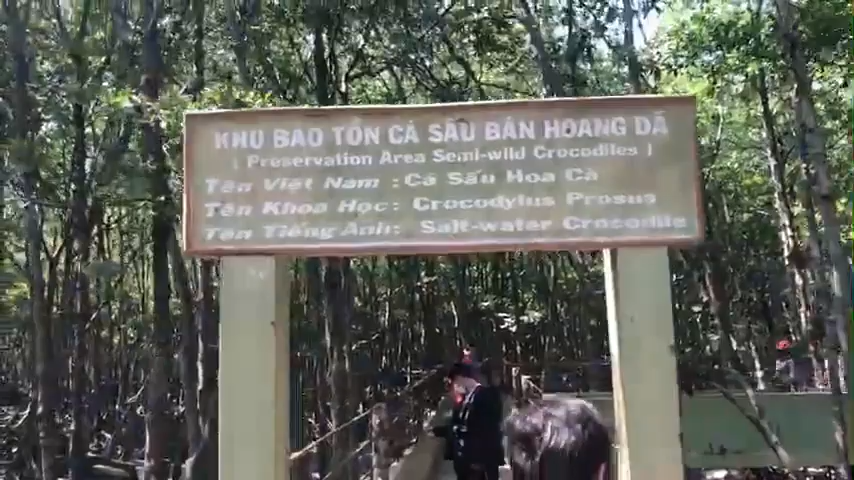 KHU BAO TỒN CÁ SẤU BÁN HOANG DÃ
( Preservation Area Semi-wild Crocodiles )
Tên Việt Nam : Cá Sấu Hoa Cà
Tên Khoa Học : Crocodylus Prosus
Tên Tiếng Anh : Salt-water Crocodile